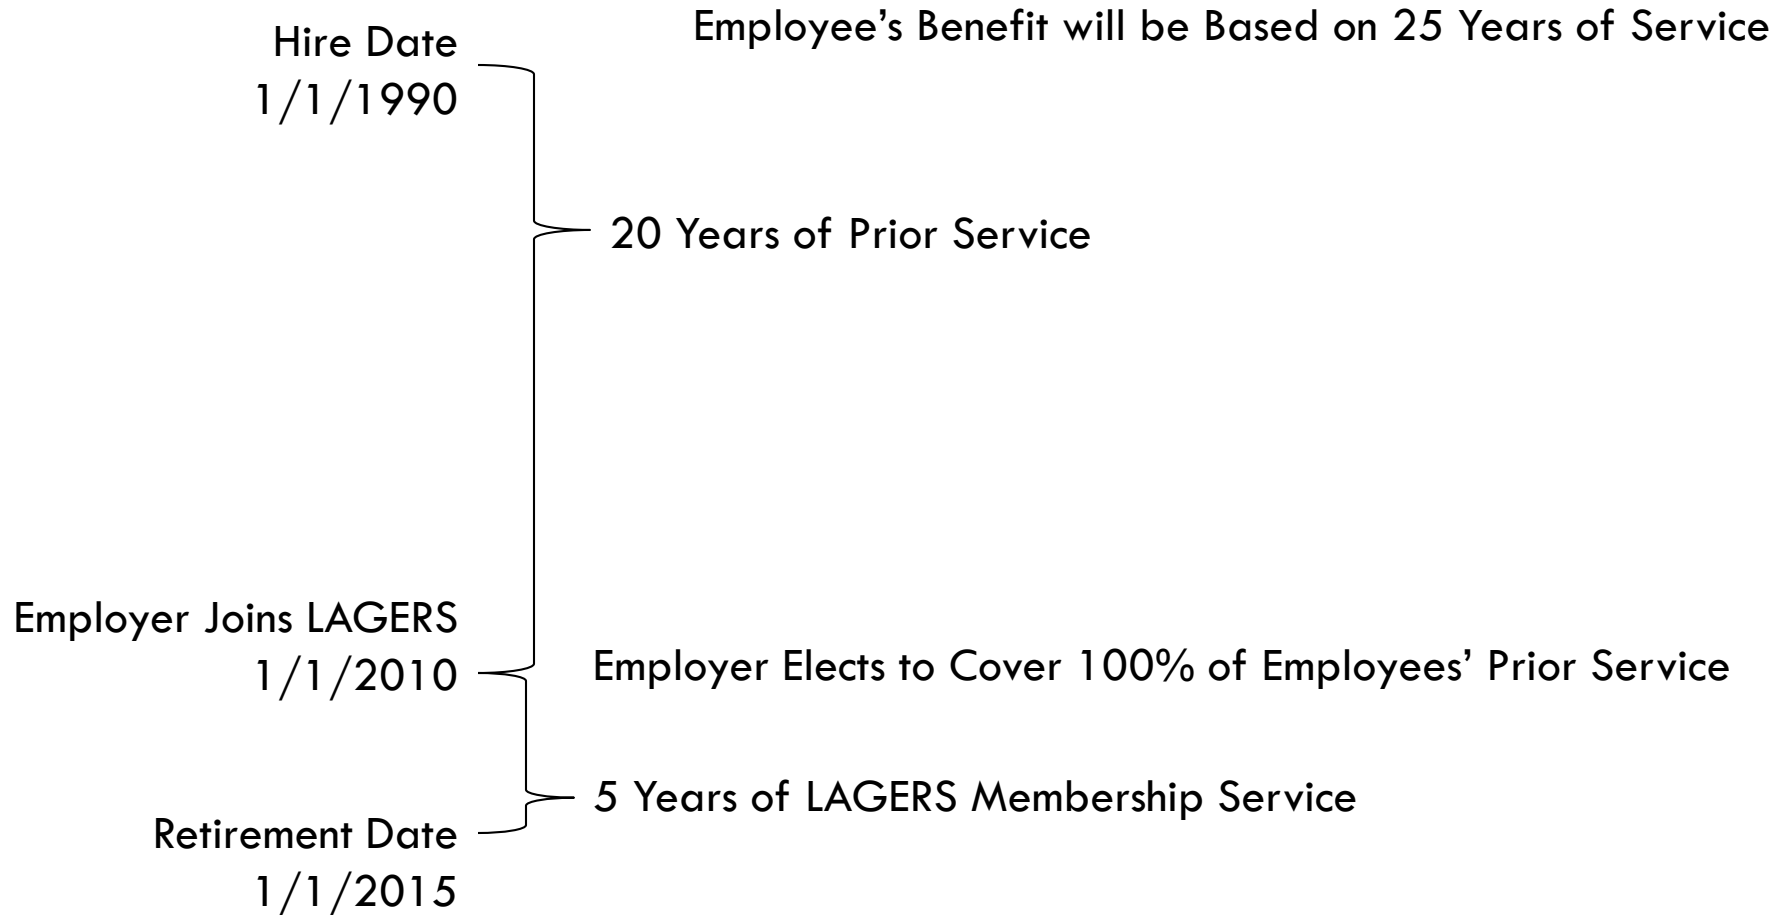 Employee’s Benefit will be Based on 25 Years of Service
Hire Date
1/1/1990
20 Years of Prior Service
Employer Joins LAGERS
1/1/2010
Employer Elects to Cover 100% of Employees’ Prior Service
5 Years of LAGERS Membership Service
Retirement Date
1/1/2015